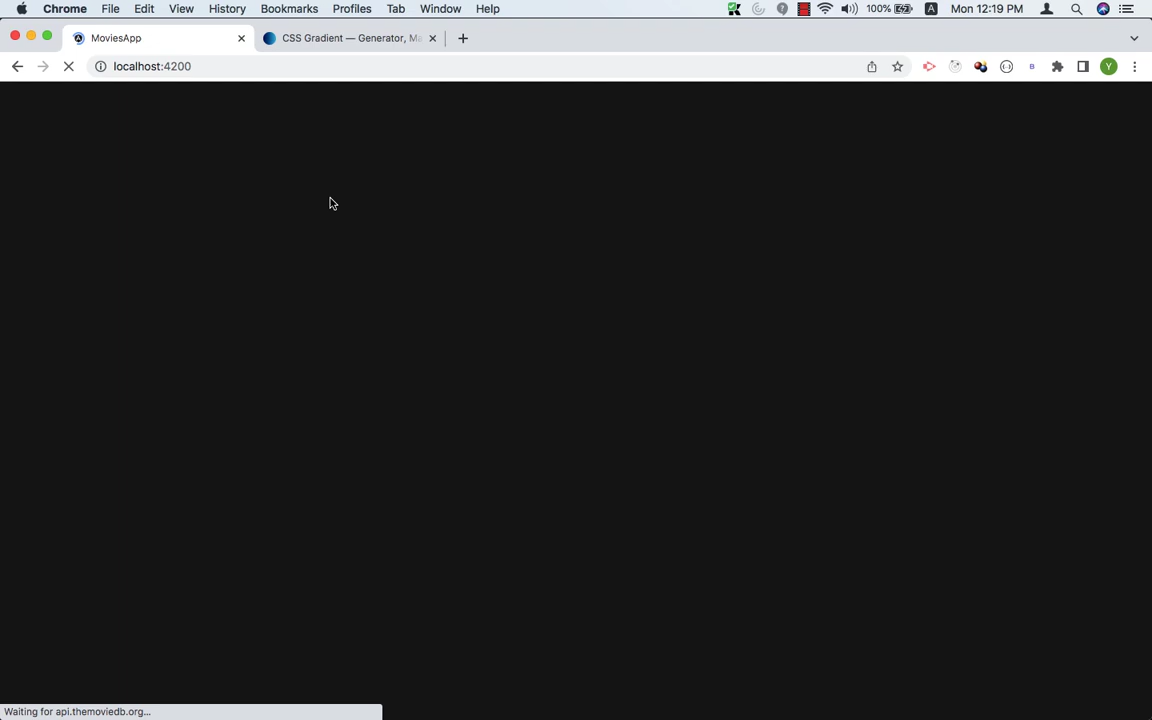 Chrome File Edit View History Bookmarks Profiles Tab Window Help 100% A Mon 12:19 PM
MoviesApp CSS Gradient — Generator, Ma
localhost:4200 B Y
Waiting for api.themoviedb.org...